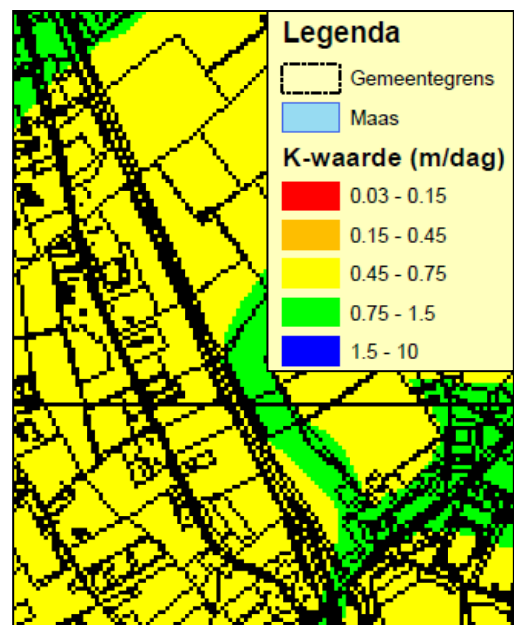 Legenda
Gemeentegrens
Maas
K-waarde (m/dag)
0.03 - 0.15
0.15 - 0.45
0.45 - 0.75
0.75 - 1.5
1.5 - 10